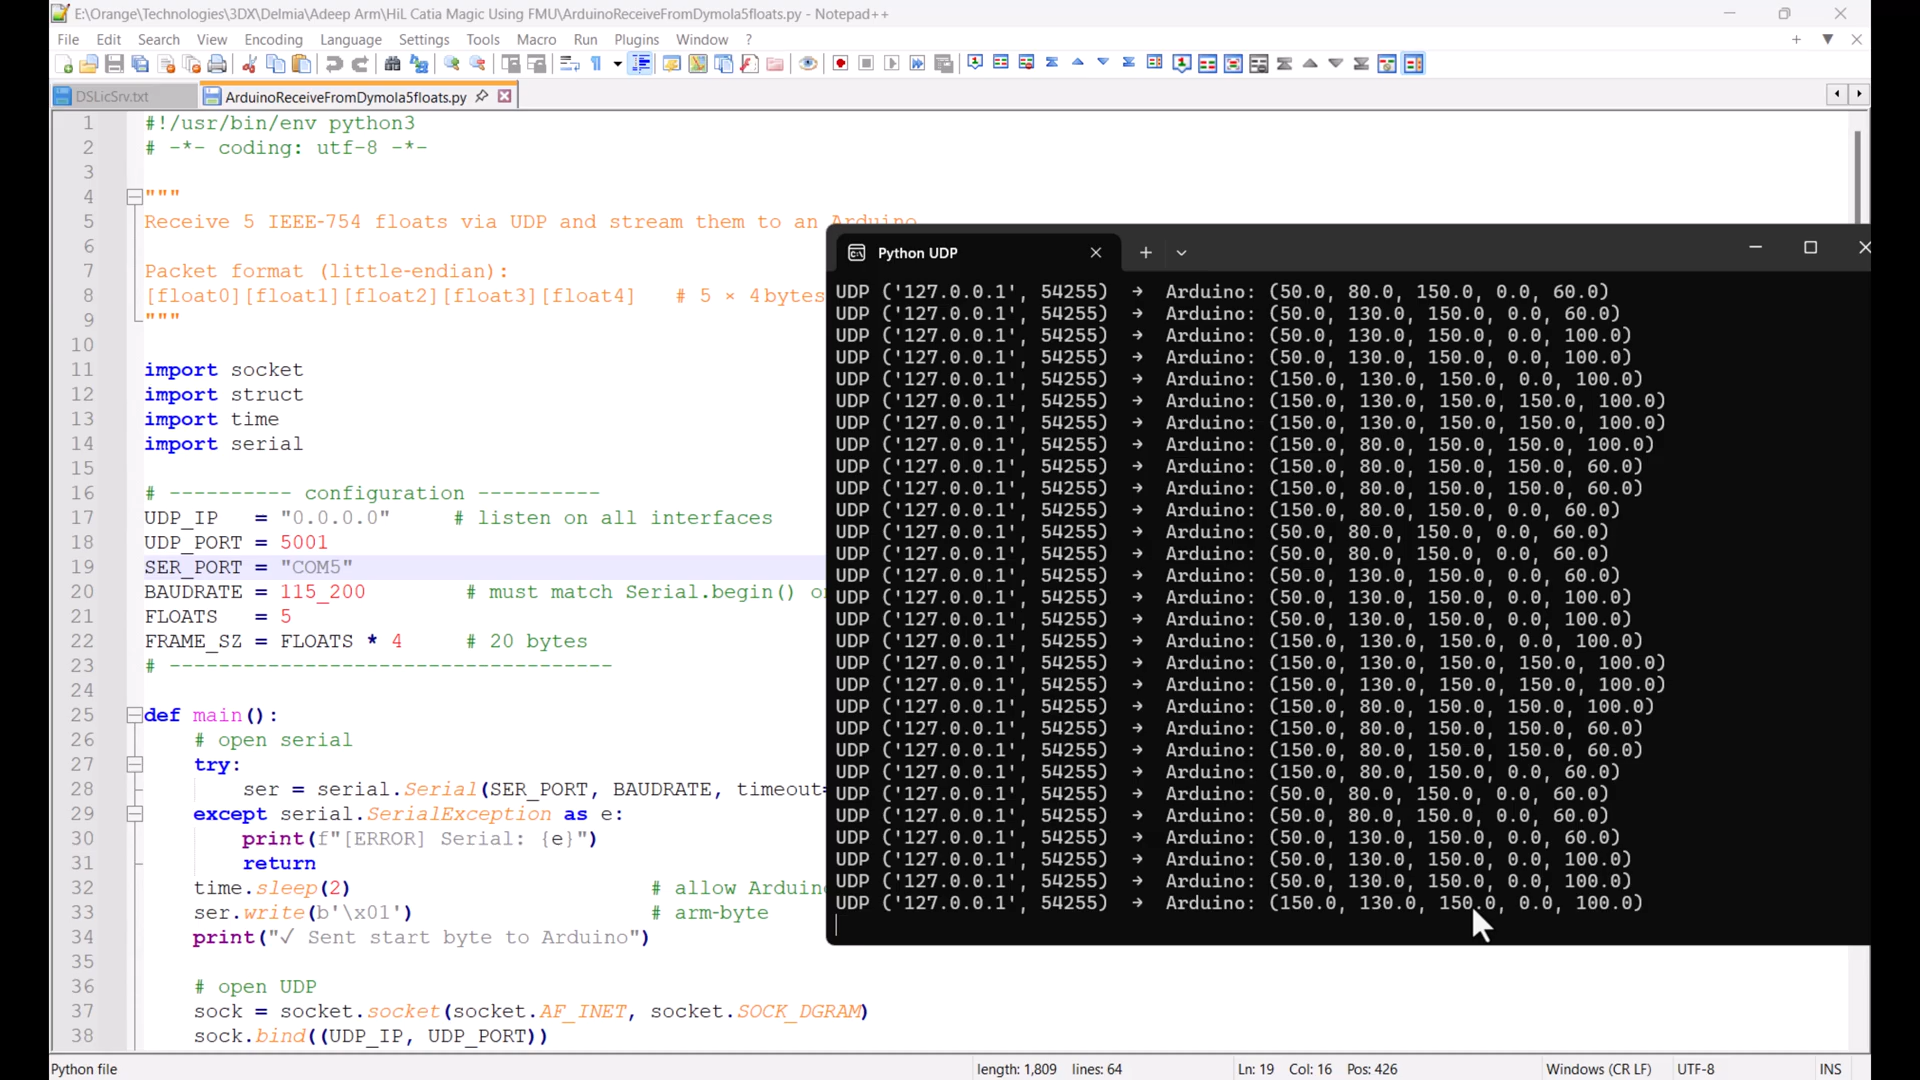 E:\Orange\Technologies\3DX\Delmia\Adeep Arm\HiL Catia Magic Using FMU\ArduinoReceiveFromDymola5floats.py - Notepad++
File Edit Search View Encoding Language Settings Tools Macro Run Plugins Window ?
DSLicSrv.txt ArduinoReceiveFromDymola5floats.py
1 #!/usr/bin/env python3
2 # -*- coding: utf-8 -*-
3
4 """
5 Receive 5 IEEE-754 floats via UDP and stream them to an Arduino
6
7 Packet format (little-endian):
8 [float0][float1][float2][float3][float4] # 5 × 4 bytes
9 """
10
11 import socket
12 import struct
13 import time
14 import serial
15
16 # ---------- configuration ----------
17 UDP_IP = "0.0.0.0" # listen on all interfaces
18 UDP_PORT = 5001
19 SER_PORT = "COM5"
20 BAUDRATE = 115_200 # must match Serial.begin()
21 FLOATS = 5
22 FRAME_SZ = FLOATS * 4 # 20 bytes
23 # ------------------------------------
24
25 def main():
26 # open serial
27 try:
28 ser = serial.Serial(SER_PORT, BAUDRATE, timeout=
29 except serial.SerialException as e:
30 print(f"[ERROR] Serial: {e}")
31 return
32 time.sleep(2) # allow
33 ser.write(b'\x01') # arm-byte
34 print("✓ Sent start byte to Arduino")
35
36 # open UDP
37 sock = socket.socket(socket.AF_INET, socket.SOCK_DGRAM)
38 sock.bind((UDP_IP, UDP_PORT))
Python UDP
UDP ('127.0.0.1', 54255) → Arduino: (50.0, 80.0, 150.0, 0.0, 60.0)
UDP ('127.0.0.1', 54255) → Arduino: (50.0, 130.0, 150.0, 0.0, 60.0)
UDP ('127.0.0.1', 54255) → Arduino: (50.0, 130.0, 150.0, 0.0, 100.0)
UDP ('127.0.0.1', 54255) → Arduino: (50.0, 130.0, 150.0, 0.0, 100.0)
UDP ('127.0.0.1', 54255) → Arduino: (150.0, 130.0, 150.0, 0.0, 100.0)
UDP ('127.0.0.1', 54255) → Arduino: (150.0, 130.0, 150.0, 150.0, 100.0)
UDP ('127.0.0.1', 54255) → Arduino: (150.0, 130.0, 150.0, 150.0, 100.0)
UDP ('127.0.0.1', 54255) → Arduino: (150.0, 80.0, 150.0, 150.0, 100.0)
UDP ('127.0.0.1', 54255) → Arduino: (150.0, 80.0, 150.0, 150.0, 60.0)
UDP ('127.0.0.1', 54255) → Arduino: (150.0, 80.0, 150.0, 150.0, 60.0)
UDP ('127.0.0.1', 54255) → Arduino: (150.0, 80.0, 150.0, 0.0, 60.0)
UDP ('127.0.0.1', 54255) → Arduino: (50.0, 80.0, 150.0, 0.0, 60.0)
UDP ('127.0.0.1', 54255) → Arduino: (50.0, 80.0, 150.0, 0.0, 60.0)
UDP ('127.0.0.1', 54255) → Arduino: (50.0, 130.0, 150.0, 0.0, 60.0)
UDP ('127.0.0.1', 54255) → Arduino: (50.0, 130.0, 150.0, 0.0, 100.0)
UDP ('127.0.0.1', 54255) → Arduino: (50.0, 130.0, 150.0, 0.0, 100.0)
UDP ('127.0.0.1', 54255) → Arduino: (150.0, 130.0, 150.0, 0.0, 100.0)
UDP ('127.0.0.1', 54255) → Arduino: (150.0, 130.0, 150.0, 150.0, 100.0)
UDP ('127.0.0.1', 54255) → Arduino: (150.0, 130.0, 150.0, 150.0, 100.0)
UDP ('127.0.0.1', 54255) → Arduino: (150.0, 80.0, 150.0, 150.0, 100.0)
UDP ('127.0.0.1', 54255) → Arduino: (150.0, 80.0, 150.0, 150.0, 60.0)
UDP ('127.0.0.1', 54255) → Arduino: (150.0, 80.0, 150.0, 150.0, 60.0)
UDP ('127.0.0.1', 54255) → Arduino: (150.0, 80.0, 150.0, 0.0, 60.0)
UDP ('127.0.0.1', 54255) → Arduino: (50.0, 80.0, 150.0, 0.0, 60.0)
UDP ('127.0.0.1', 54255) → Arduino: (50.0, 80.0, 150.0, 0.0, 60.0)
UDP ('127.0.0.1', 54255) → Arduino: (50.0, 130.0, 150.0, 0.0, 60.0)
UDP ('127.0.0.1', 54255) → Arduino: (50.0, 130.0, 150.0, 0.0, 100.0)
UDP ('127.0.0.1', 54255) → Arduino: (50.0, 130.0, 150.0, 0.0, 100.0)
UDP ('127.0.0.1', 54255) → Arduino: (150.0, 130.0, 150.0, 0.0, 100.0)
Python file length: 1,809 lines: 64 Ln: 19 Col: 16 Pos: 426 Windows (CR LF) UTF-8 INS